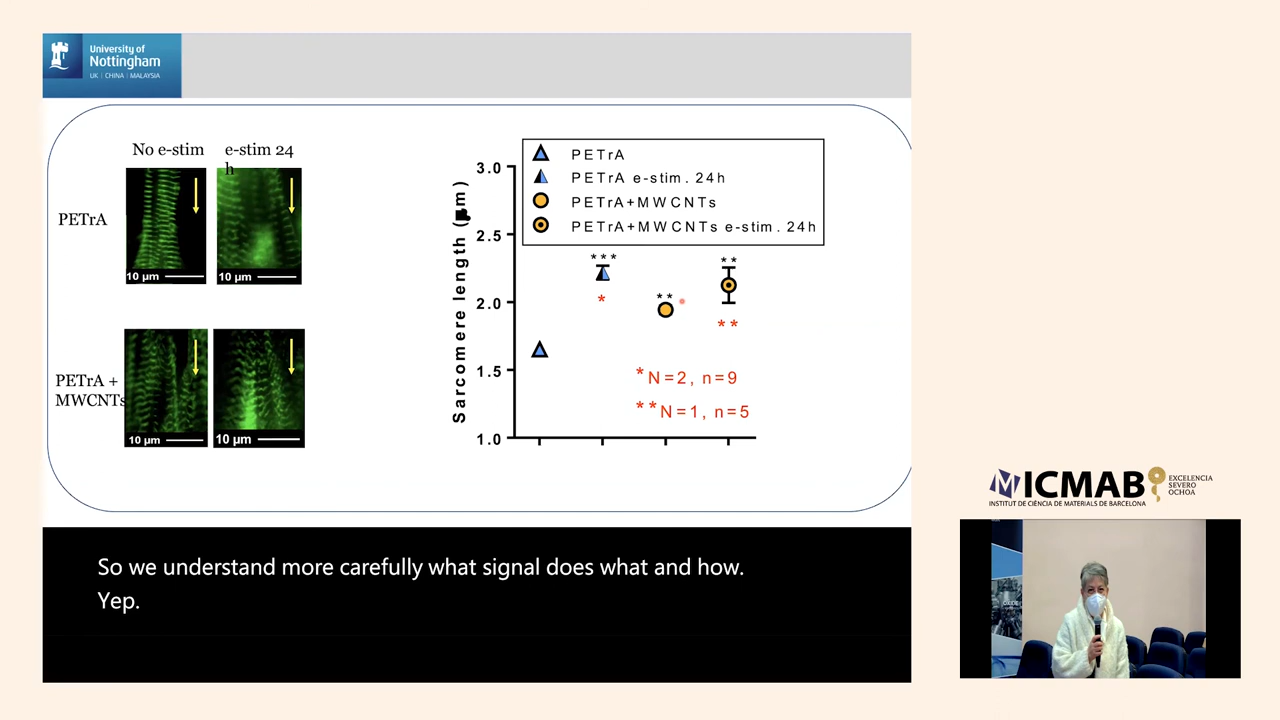 University of
Nottingham
UK | CHINA | MALAYSIA
No e-stim
e-stim 24
h
PETrA
10 µm
10 µm
PETrA +
MWCNTs
10 µm
10 µm
Sarcomere length (µm)
3.0
2.5
2.0
1.5
1.0
PETrA
PETrA e-stim. 24h
PETrA+MWCNTs
PETrA+MWCNTs e-stim. 24h
***
*
**
**
**
*N=2, n=9
**N=1, n=5
So we understand more carefully what signal does what and how.
Yep.
ICMAB
INSTITUT DE CIÈNCIA DE MATERIALS DE BARCELONA
EXCELENCIA
SEVERO
OCHOA